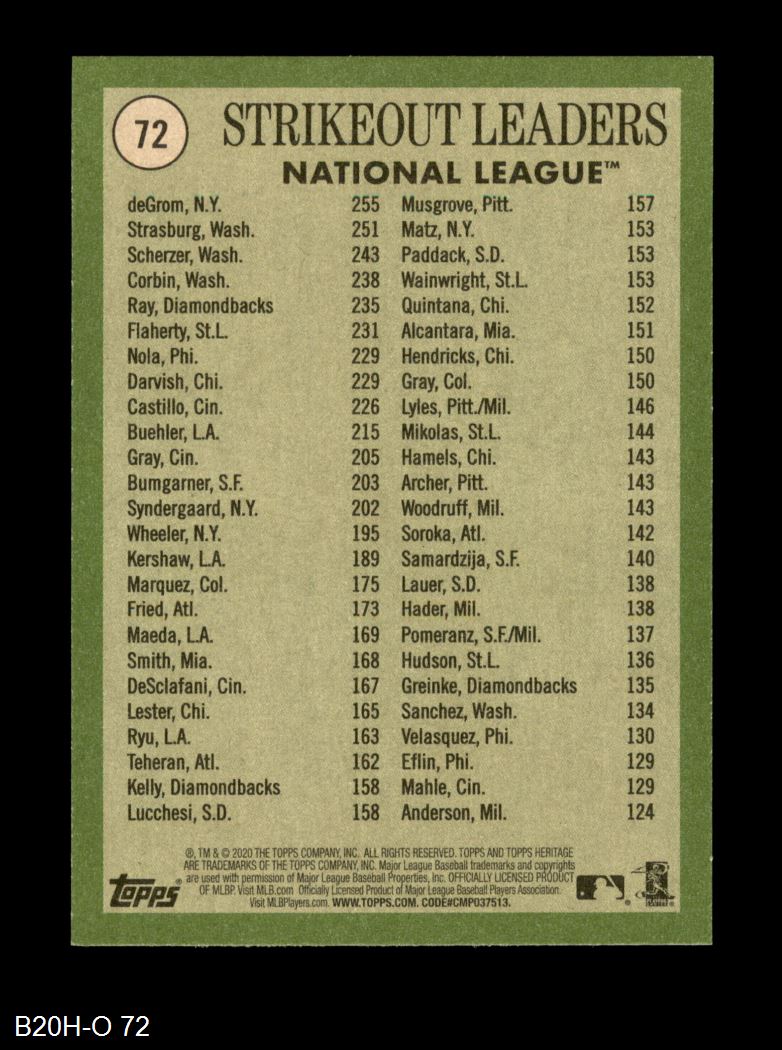 72
STRIKEOUT LEADERS
NATIONAL LEAGUE™
deGrom, N.Y. 255
Strasburg, Wash. 251
Scherzer, Wash. 243
Corbin, Wash. 238
Ray, Diamondbacks 235
Flaherty, St.L. 231
Nola, Phi. 229
Darvish, Chi. 229
Castillo, Cin. 226
Buehler, L.A. 215
Gray, Cin. 205
Bumgarner, S.F. 203
Syndergaard, N.Y. 202
Wheeler, N.Y. 195
Kershaw, L.A. 189
Marquez, Col. 175
Fried, Atl. 173
Maeda, L.A. 169
Smith, Mia. 168
DeSclafani, Cin. 167
Lester, Chi. 165
Ryu, L.A. 163
Teheran, Atl. 162
Kelly, Diamondbacks 158
Lucchesi, S.D. 158
Musgrove, Pitt. 157
Matz, N.Y. 153
Paddack, S.D. 153
Wainwright, St.L. 153
Quintana, Chi. 152
Alcantara, Mia. 151
Hendricks, Chi. 150
Gray, Col. 150
Lyles, Pitt./Mil. 146
Mikolas, St.L. 144
Hamels, Chi. 143
Archer, Pitt. 143
Woodruff, Mil. 143
Soroka, Atl. 142
Samardzija, S.F. 140
Lauer, S.D. 138
Hader, Mil. 138
Pomeranz, S.F./Mil. 137
Hudson, St.L. 136
Greinke, Diamondbacks 135
Sanchez, Wash. 134
Velasquez, Phi. 130
Eflin, Phi. 129
Mahle, Cin. 129
Anderson, Mil. 124
®, TM & © 2020 THE TOPPS COMPANY, INC. ALL RIGHTS RESERVED. TOPPS AND TOPPS HERITAGE
ARE TRADEMARKS OF THE TOPPS COMPANY, INC. Major League Baseball trademarks and copyrights
are used with permission of Major League Baseball Properties, Inc. OFFICIALLY LICENSED PRODUCT
OF MLBP. Visit MLB.com Officially Licensed Product of Major League Baseball Players Association.
Visit MLBPlayers.com. WWW.TOPPS.COM. CODE#CMP037513.
Topps®
B20H-O 72